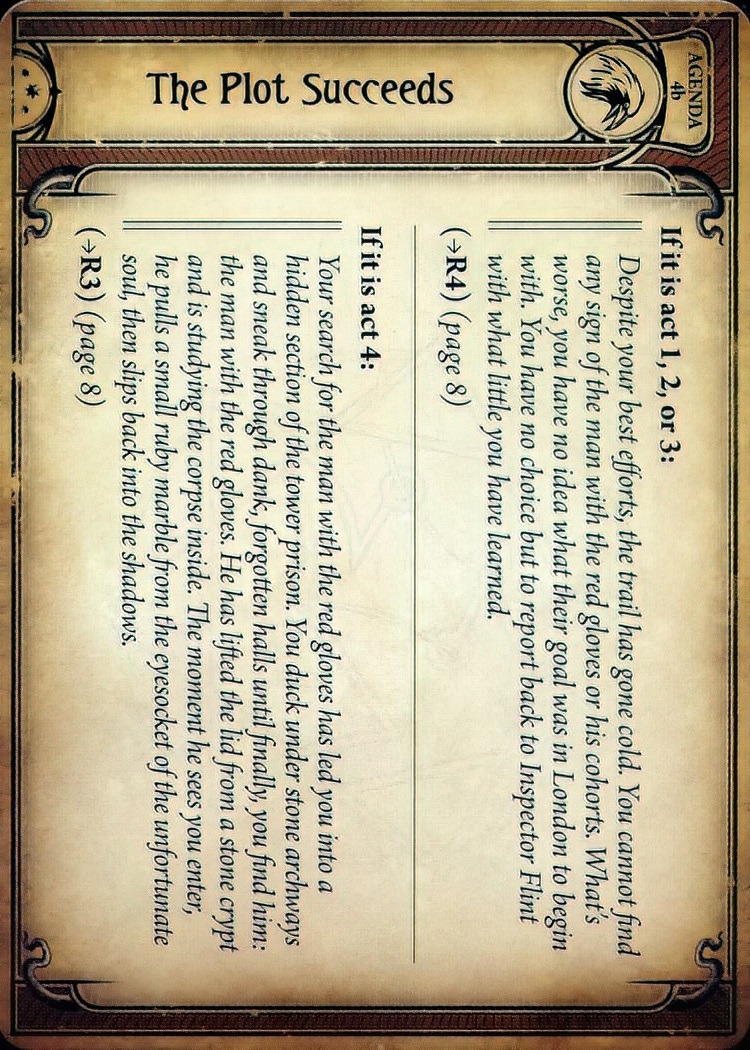 AGENDA
4b
The Plot Succeeds
If it is act 1, 2, or 3:
Despite your best efforts, the trail has gone cold. You cannot find
any sign of the man with the red gloves or his cohorts. What's
worse, you have no idea what their goal was in London to begin
with. You have no choice but to report back to Inspector Flint
with what little you have learned.
(→R4) (page 8)
If it is act 4:
Your search for the man with the red gloves has led you into a
hidden section of the tower prison. You duck under stone archways
and sneak through dank, forgotten halls until finally, you find him:
the man with the red gloves. He has lifted the lid from a stone crypt
and is studying the corpse inside. The moment he sees you enter,
he pulls a small ruby marble from the eyesocket of the unfortunate
soul, then slips back into the shadows.
(→R3) (page 8)